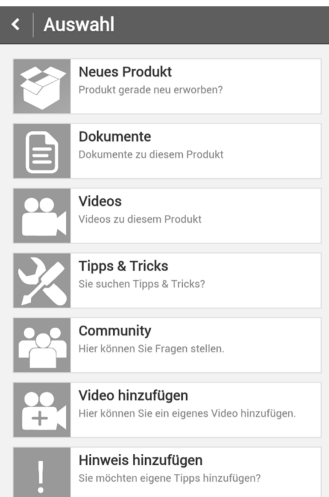 Auswahl
Neues Produkt
Produkt gerade neu erworben?
Dokumente
Dokumente zu diesem Produkt
Videos
Videos zu diesem Produkt
Tipps & Tricks
Sie suchen Tipps & Tricks?
Community
Hier können Sie Fragen stellen.
Video hinzufügen
Hier können Sie ein eigenes Video hinzufügen.
Hinweis hinzufügen
Sie möchten eigene Tipps hinzufügen?